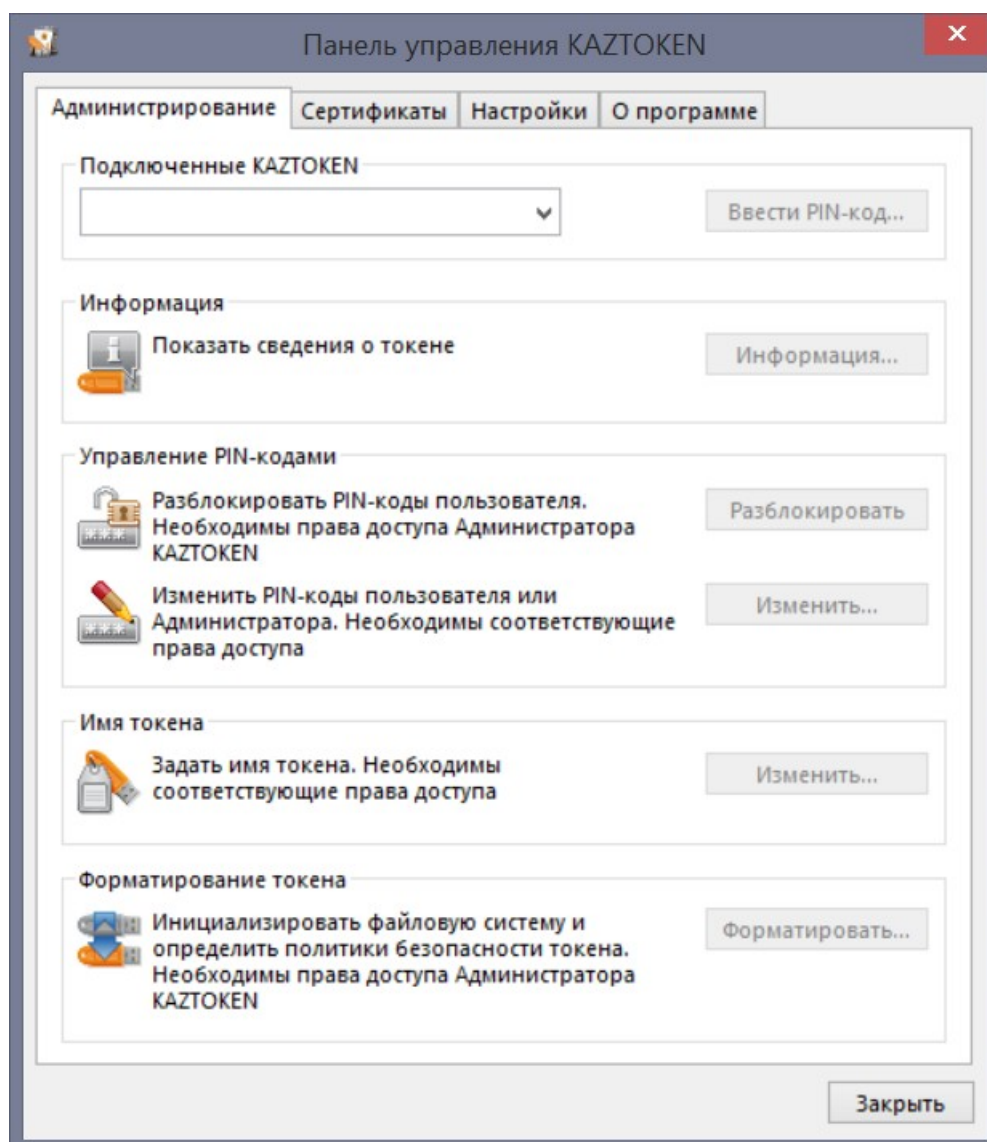 Панель управления KAZTOKEN
Администрирование
Сертификаты
Настройки
О программе
Подключенные KAZTOKEN
Ввести PIN-код...
Информация
Показать сведения о токене
Информация...
Управление PIN-кодами
Разблокировать PIN-коды пользователя.
Необходимы права доступа Администратора
KAZTOKEN
Разблокировать
Изменить PIN-коды пользователя или
Администратора. Необходимы соответствующие
права доступа
Изменить...
Имя токена
Задать имя токена. Необходимы
соответствующие права доступа
Изменить...
Форматирование токена
Инициализировать файловую систему и
определить политики безопасности токена.
Необходимы права доступа Администратора
KAZTOKEN
Форматировать...
Закрыть